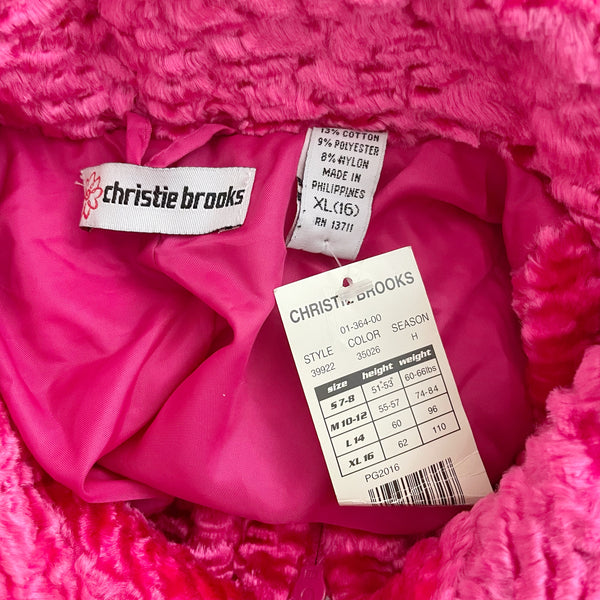 christie brooks
13% COTTON
9% POLYESTER
8% NYLON
MADE IN
PHILIPPINES
XL(16)
RN 13711
CHRISTIE BROOKS
01-364-00
STYLE COLOR SEASON
39922 35026 H
size height weight
S 7-8 51-53" 60-66lbs
M 10-12 55-57 74-84
L 14 60 96
XL 16 62 110
PG2016